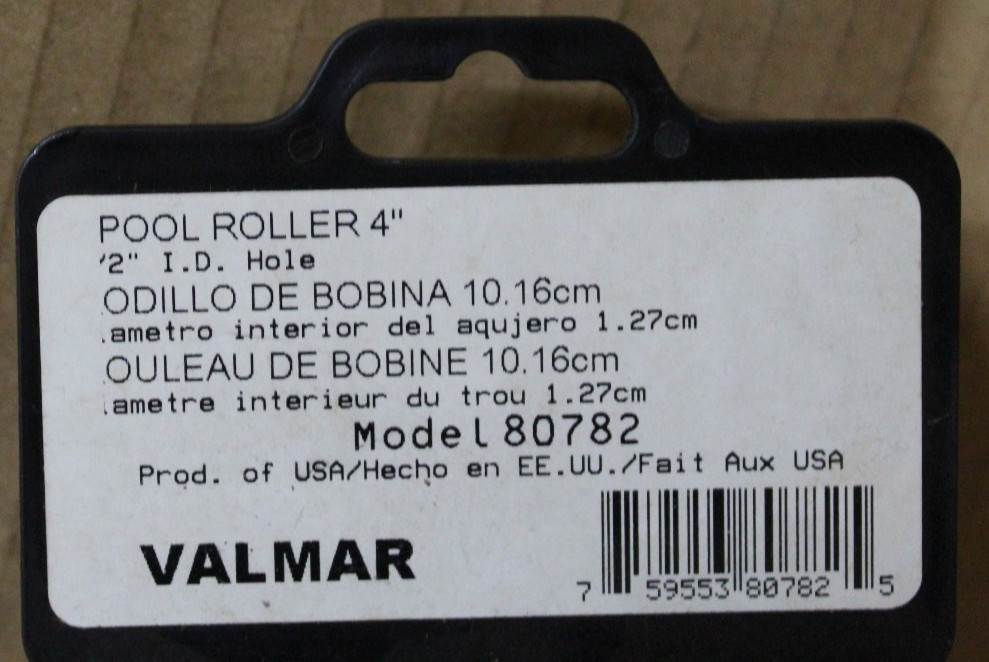 POOL ROLLER 4"
'2" I.D. Hole
ODILLO DE BOBINA 10.16cm
.ametro interior del aqujero 1.27cm
OULEAU DE BOBINE 10.16cm
.ametre interieur du trou 1.27cm
Model 80782
Prod. of USA/Hecho en EE.UU./Fait Aux USA
VALMAR
7 59553 80782 5